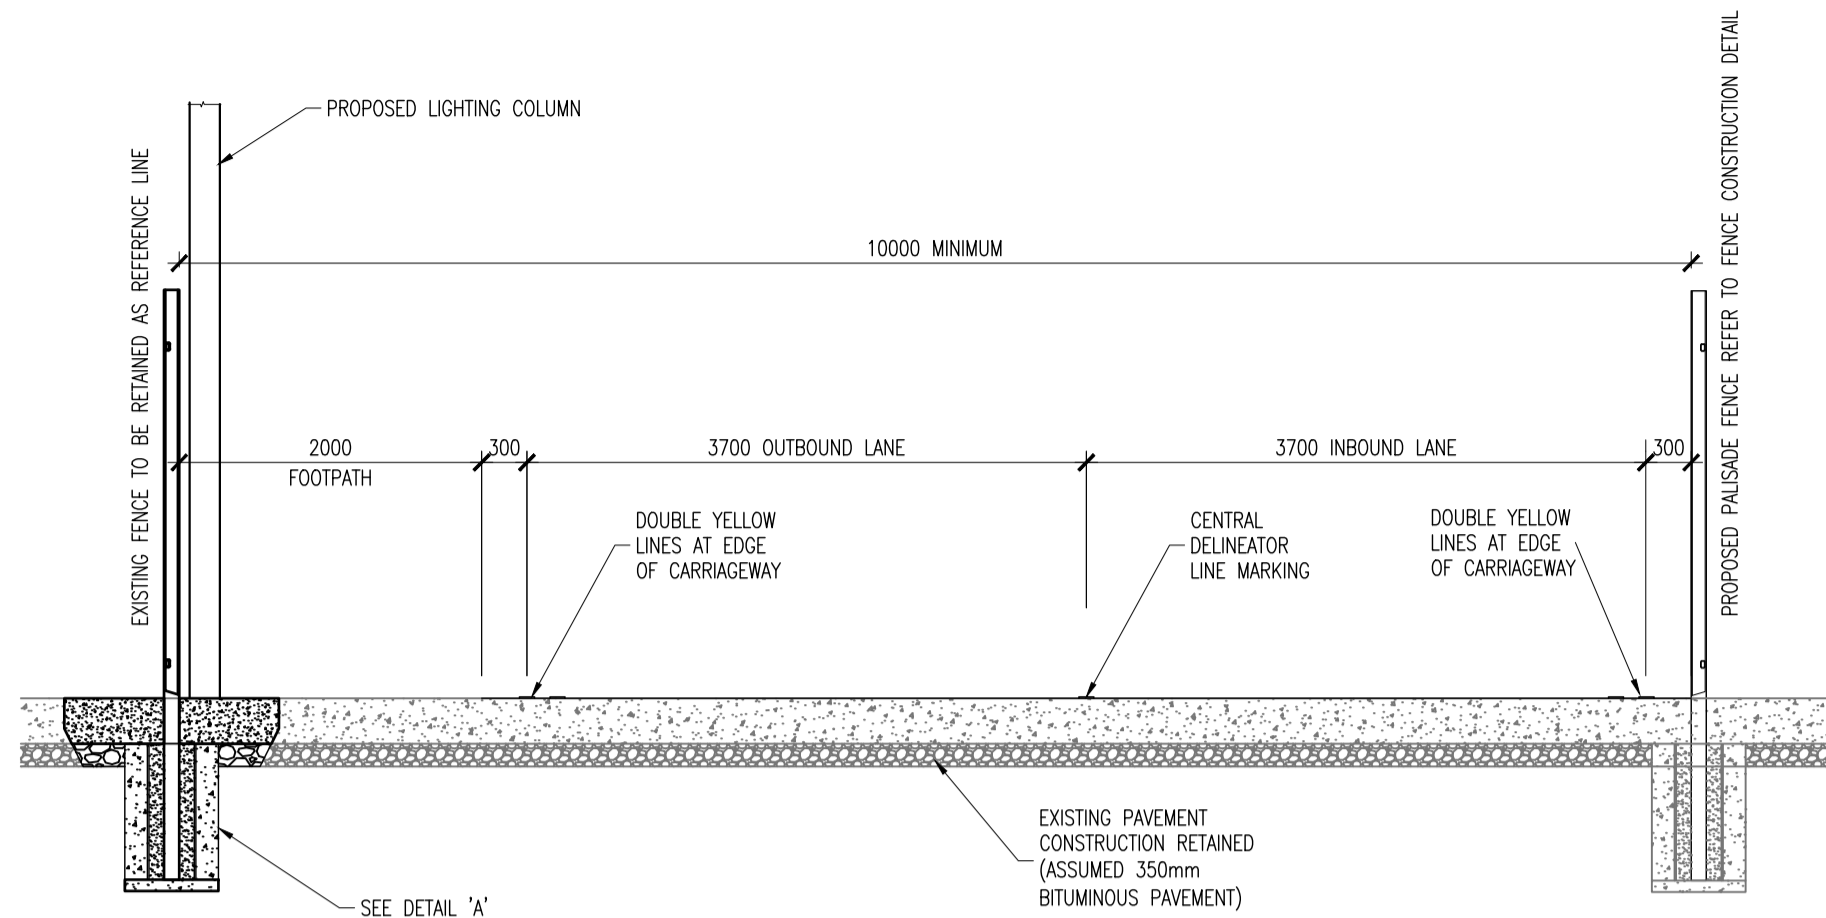 PROPOSED LIGHTING COLUMN
EXISTING FENCE TO BE RETAINED AS REFERENCE LINE
10000 MINIMUM
PROPOSED PALISADE FENCE REFER TO FENCE CONSTRUCTION DETAIL
2000
FOOTPATH
300
3700 OUTBOUND LANE
3700 INBOUND LANE
300
DOUBLE YELLOW
LINES AT EDGE
OF CARRIAGEWAY
CENTRAL
DELINEATOR
LINE MARKING
DOUBLE YELLOW
LINES AT EDGE
OF CARRIAGEWAY
EXISTING PAVEMENT
CONSTRUCTION RETAINED
(ASSUMED 350mm
BITUMINOUS PAVEMENT)
SEE DETAIL 'A'